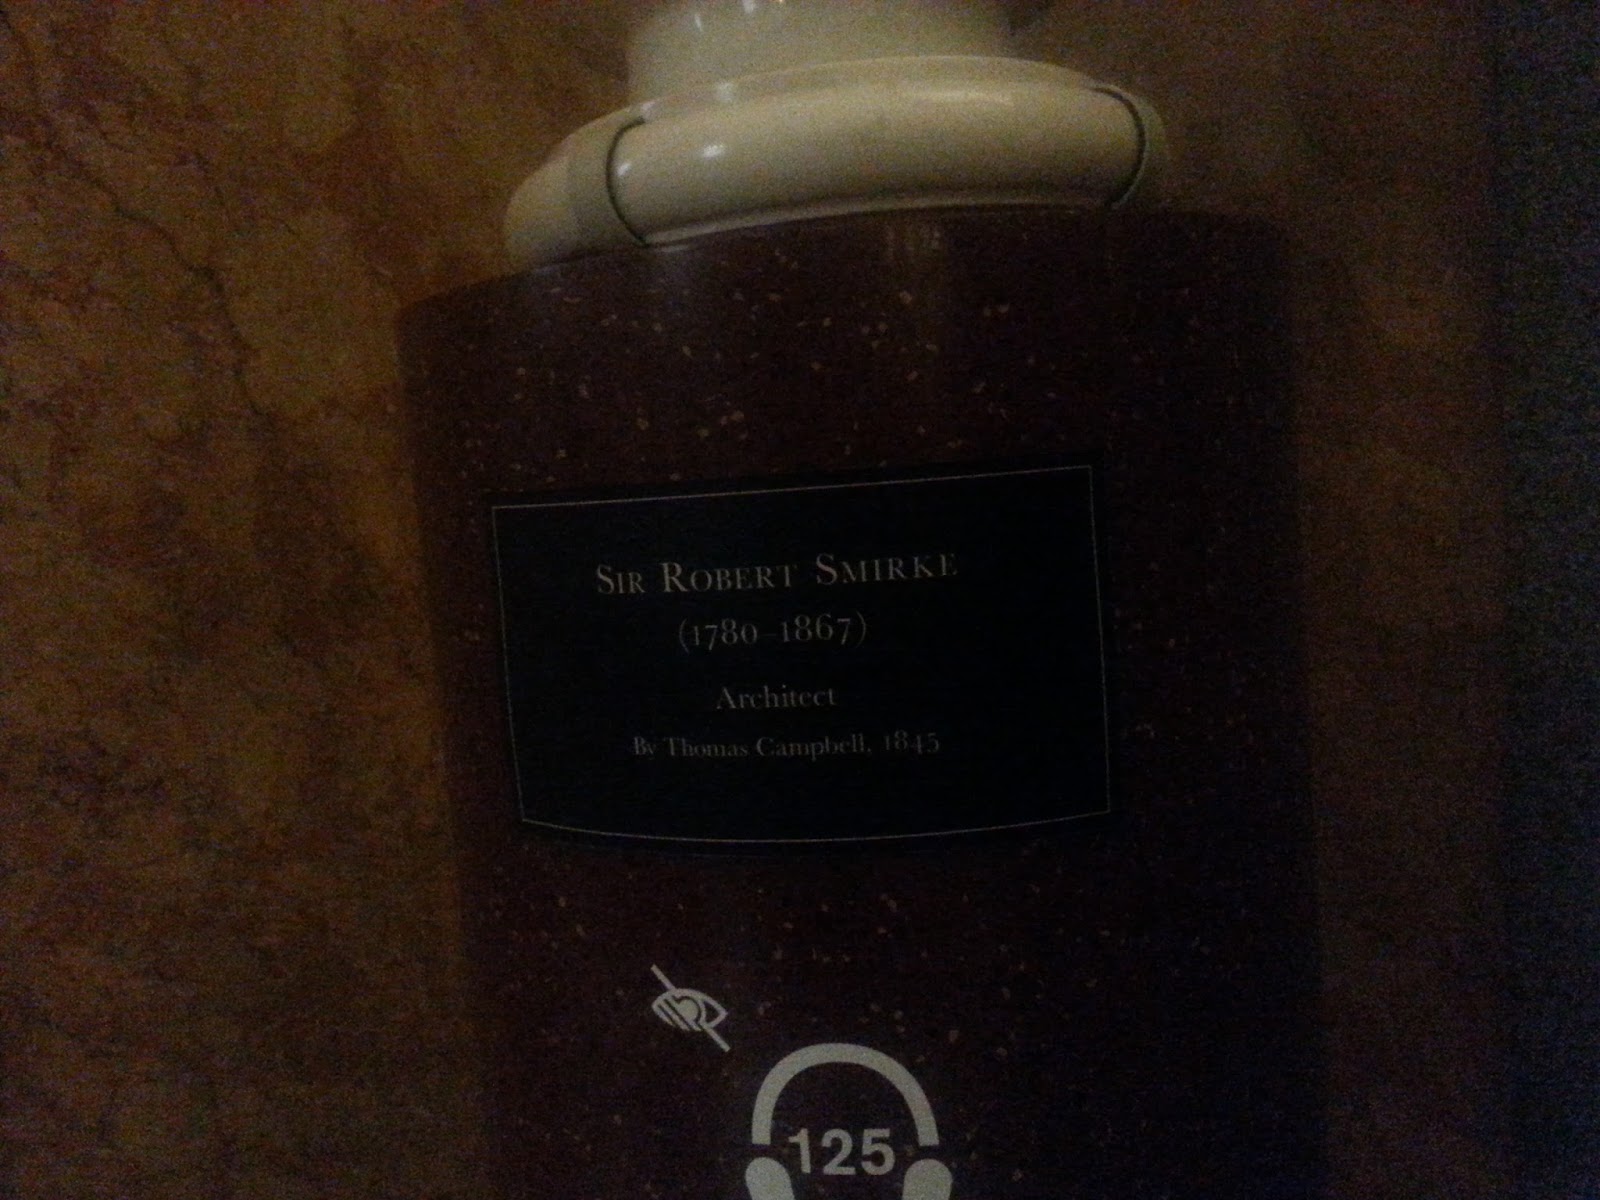 SIR ROBERT SMIRKE
(1780–1867)
Architect
By Thomas Campbell, 1845
125